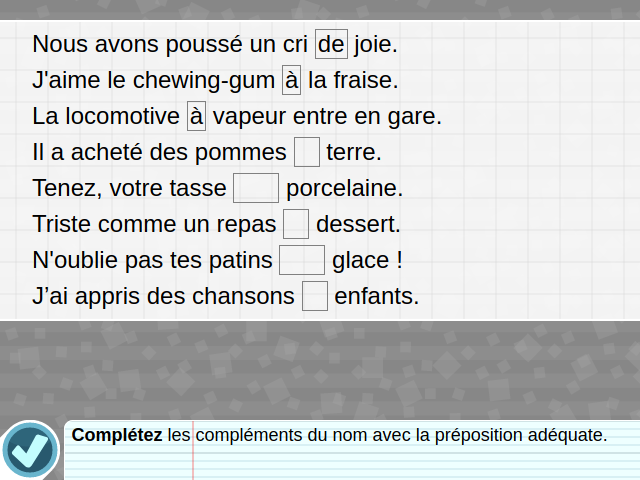 Nous avons poussé un cri de joie.
J'aime le chewing-gum à la fraise.
La locomotive à vapeur entre en gare.
Il a acheté des pommes terre.
Tenez, votre tasse porcelaine.
Triste comme un repas dessert.
N'oublie pas tes patins glace !
J’ai appris des chansons enfants.
Complétez les compléments du nom avec la préposition adéquate.